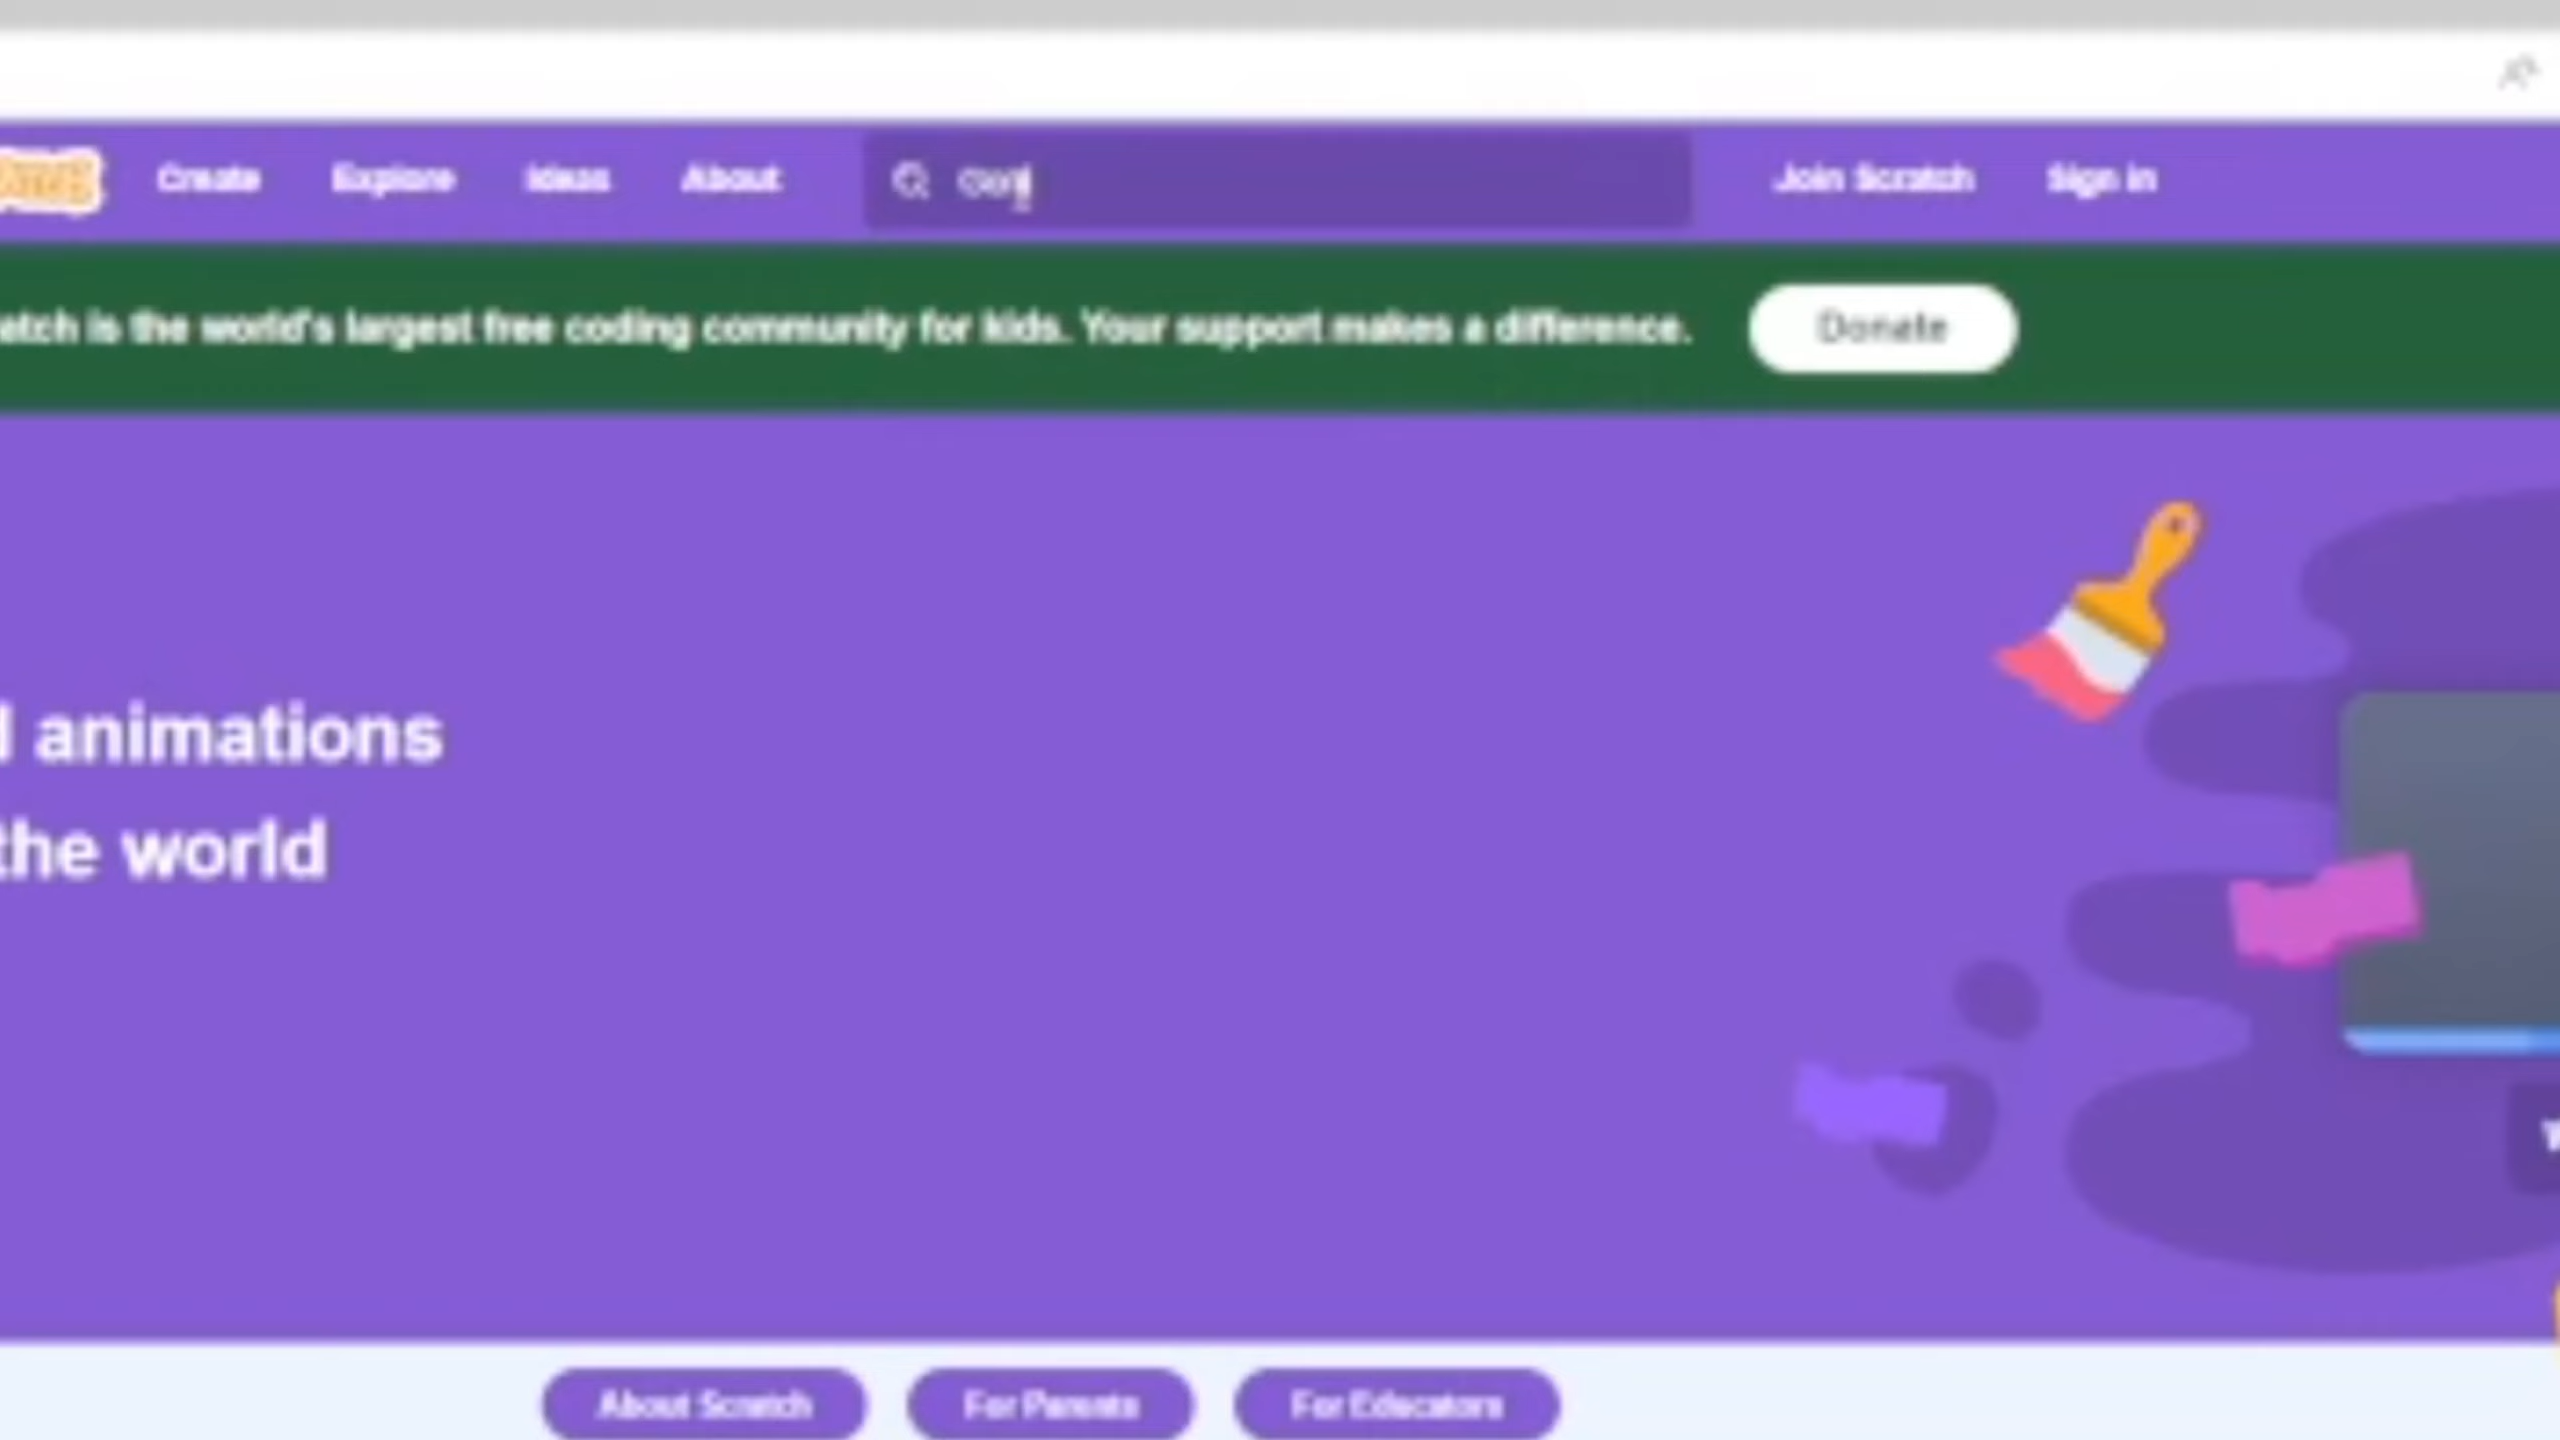 Create Explore Ideas About Join Scratch Sign in
atch is the world's largest free coding community for kids. Your support makes a difference. Donate
animations
the world
About Scratch For Parents For Educators